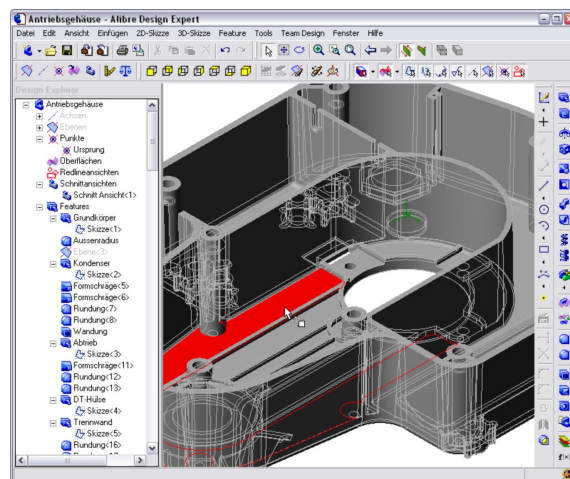 Antriebsgehäuse - Alibre Design Expert
Datei Edit Ansicht Einfügen 2D-Skizze 3D-Skizze Feature Tools Team Design Fenster Hilfe
Design Explorer
Antriebsgehäuse
Achsen
Ebenen
Punkte
Ursprung
Oberflächen
Redlineansichten
Schnittansichten
Schnitt Ansicht<1>
Features
Grundkörper
Skizze<1>
Aussenradius
Ebene<3>
Kondenser
Skizze<2>
Formschräge<5>
Formschräge<6>
Rundung<7>
Rundung<8>
Wandung
Abtrieb
Skizze<3>
Formschräge<11>
Rundung<12>
Rundung<13>
DT-Hülse
Skizze<4>
Trennwand
Skizze<5>
Rundung<16>
f(x)